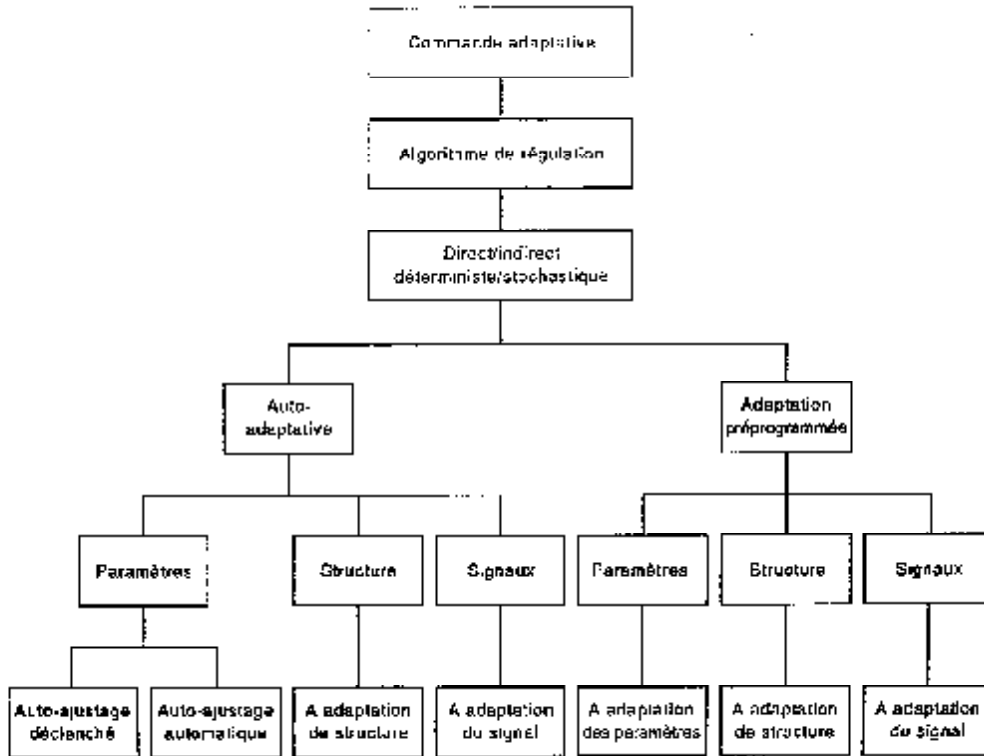 Commande adaptative
Algorithme de régulation
Direct/indirect
déterministe/stochastique
Auto-
adaptative
Adaptation
préprogrammée
Paramètres
Structure
Signaux
Paramètres
Structure
Signaux
Auto-ajustage
déclenché
Auto-ajustage
automatique
A adaptation
de structure
A adaptation
du signal
A adaptation
des paramètres
A adaptation
de structure
A adaptation
du signal